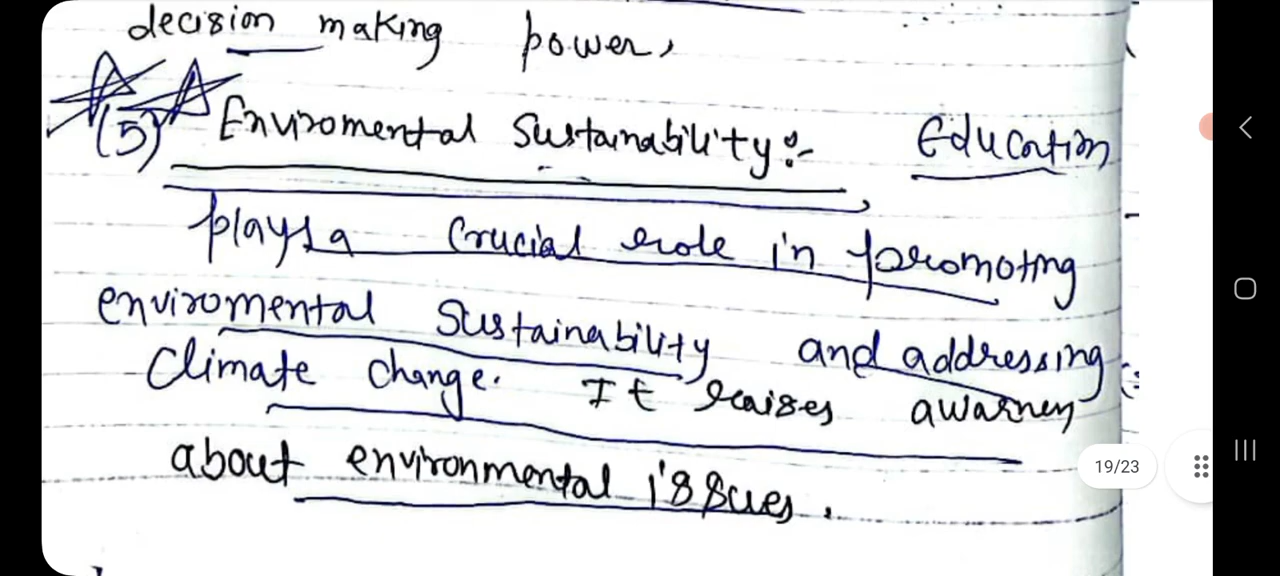 decision making power,
(5) Enviromental Sustainability:- Education
plays a crucial role in promoting
enviromental sustainability and addressing
climate change. It raises awarney
about environmental issues.
19/23